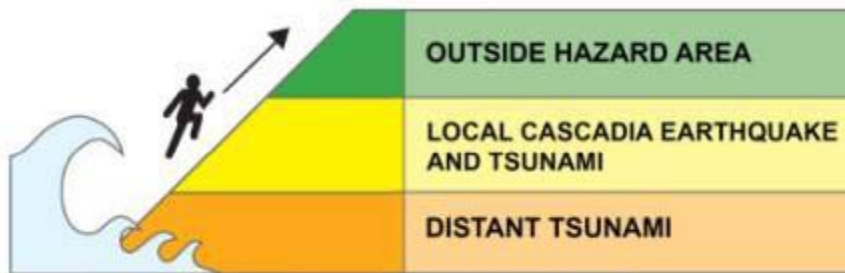 OUTSIDE HAZARD AREA
LOCAL CASCADIA EARTHQUAKE
AND TSUNAMI
DISTANT TSUNAMI